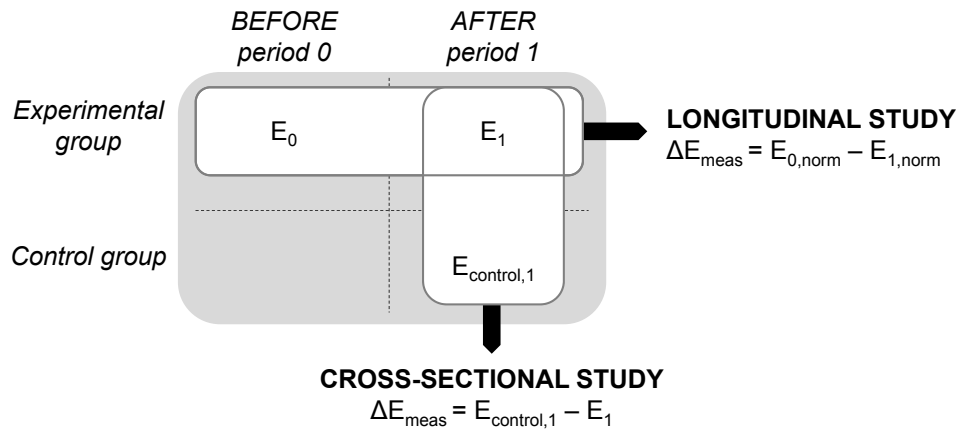 BEFORE
period 0
AFTER
period 1
Experimental
group
E0
E1
LONGITUDINAL STUDY
ΔEmeas = E0,norm – E1,norm
Control group
Econtrol,1
CROSS-SECTIONAL STUDY
ΔEmeas = Econtrol,1 – E1